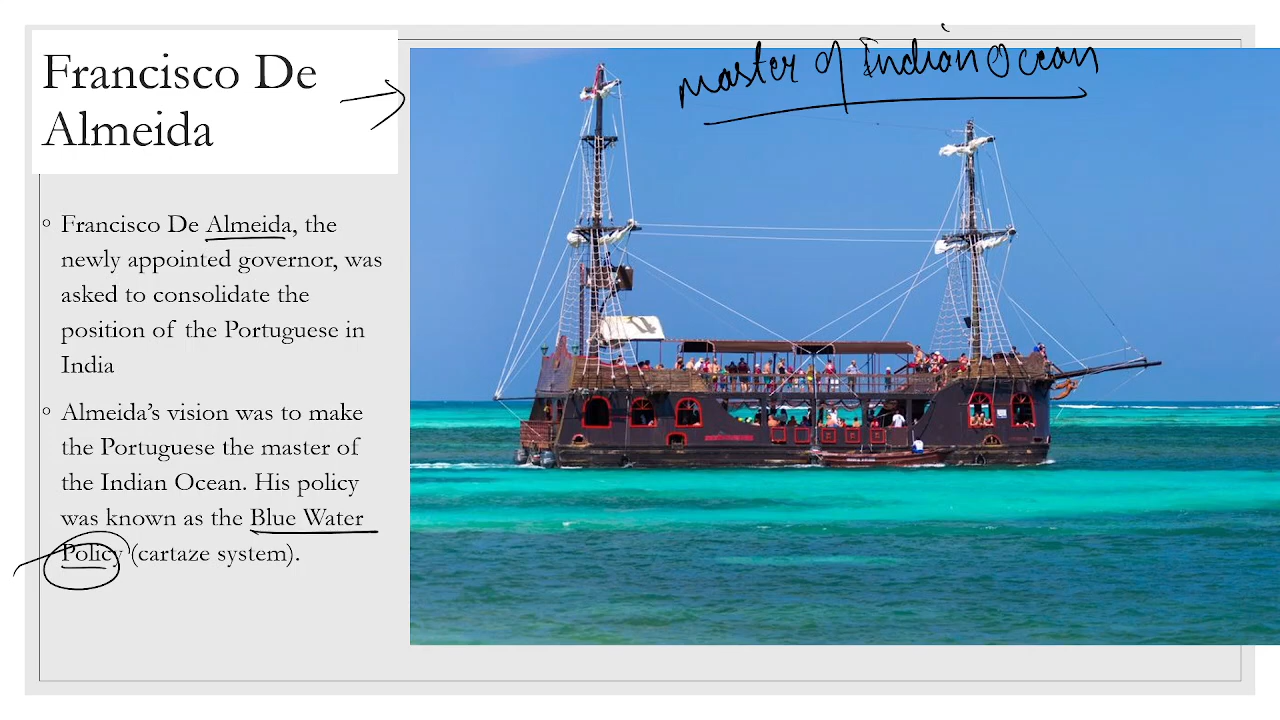 Francisco De
Almeida
master of Indian Ocean
◦ Francisco De Almeida, the
newly appointed governor, was
asked to consolidate the
position of the Portuguese in
India
◦ Almeida’s vision was to make
the Portuguese the master of
the Indian Ocean. His policy
was known as the Blue Water
Policy (cartaze system).